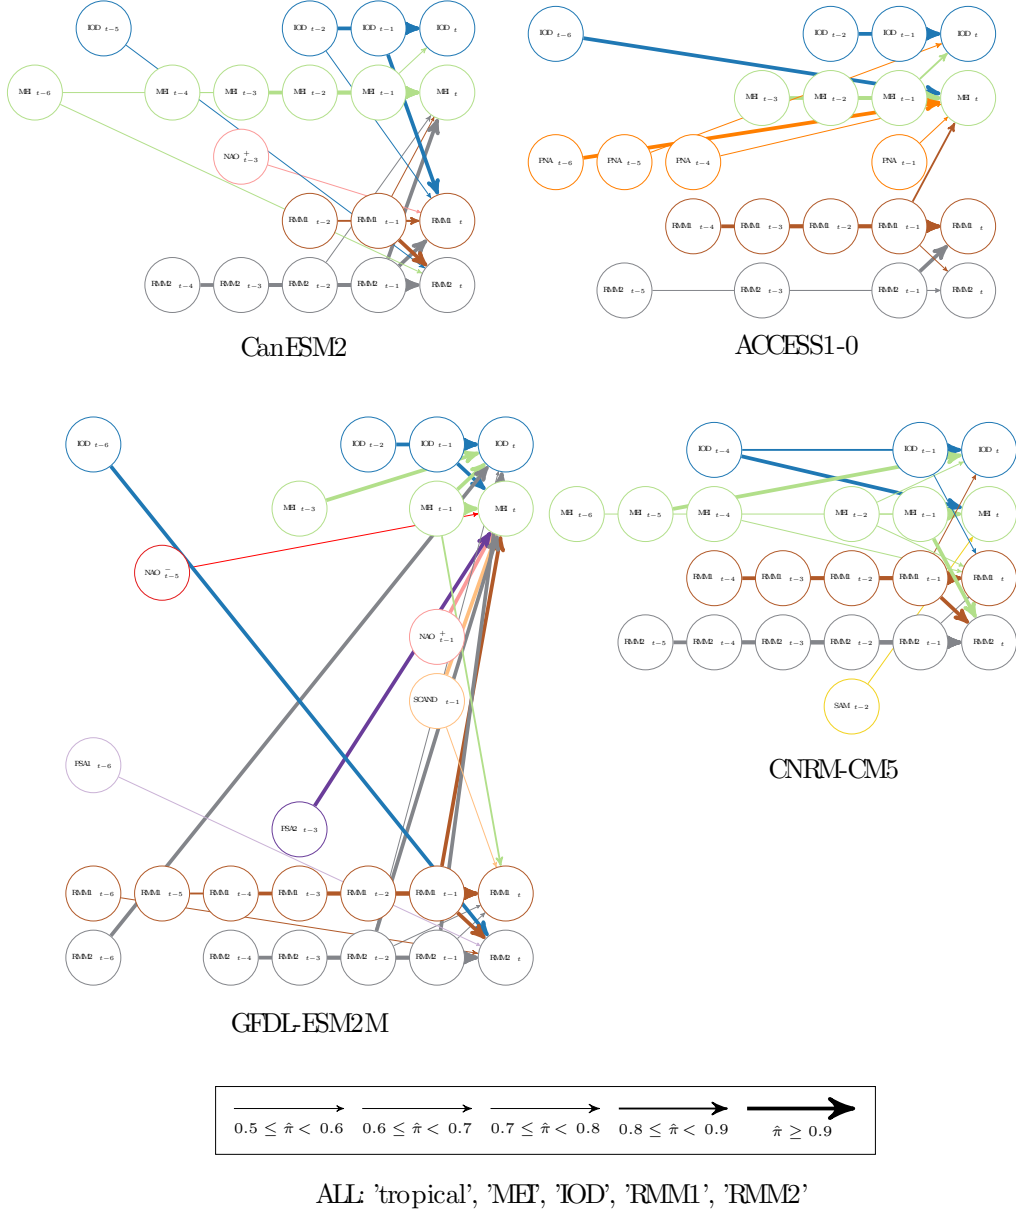 IOD t−5 IOD t−2 IOD t−1 IOD t
MEI t−6 MEI t−4 MEI t−3 MEI t−2 MEI t−1 MEI t
NAO + t−3
RMM1 t−2 RMM1 t−1 RMM1 t
RMM2 t−4 RMM2 t−3 RMM2 t−2 RMM2 t−1 RMM2 t
CanESM2
IOD t−6 IOD t−2 IOD t−1 IOD t
MEI t−3 MEI t−2 MEI t−1 MEI t
PNA t−6 PNA t−5 PNA t−4 PNA t−1
RMM1 t−4 RMM1 t−3 RMM1 t−2 RMM1 t−1 RMM1 t
RMM2 t−5 RMM2 t−3 RMM2 t−1 RMM2 t
ACCESS1-0
IOD t−6 IOD t−2 IOD t−1 IOD t
MEI t−3 MEI t−1 MEI t
NAO − t−5
NAO + t−1
SCAND t−1
PSA1 t−6
PSA2 t−3
RMM1 t−6 RMM1 t−5 RMM1 t−4 RMM1 t−3 RMM1 t−2 RMM1 t−1 RMM1 t
RMM2 t−6 RMM2 t−4 RMM2 t−3 RMM2 t−2 RMM2 t−1 RMM2 t
GFDL-ESM2M
IOD t−4 IOD t−1 IOD t
MEI t−6 MEI t−5 MEI t−4 MEI t−2 MEI t−1 MEI t
RMM1 t−4 RMM1 t−3 RMM1 t−2 RMM1 t−1 RMM1 t
RMM2 t−5 RMM2 t−4 RMM2 t−3 RMM2 t−2 RMM2 t−1 RMM2 t
SAM t−2
CNRM-CM5
0.5 ≤ π̂ < 0.6 0.6 ≤ π̂ < 0.7 0.7 ≤ π̂ < 0.8 0.8 ≤ π̂ < 0.9 π̂ ≥ 0.9
ALL: 'tropical', 'MEI', 'IOD', 'RMM1', 'RMM2'